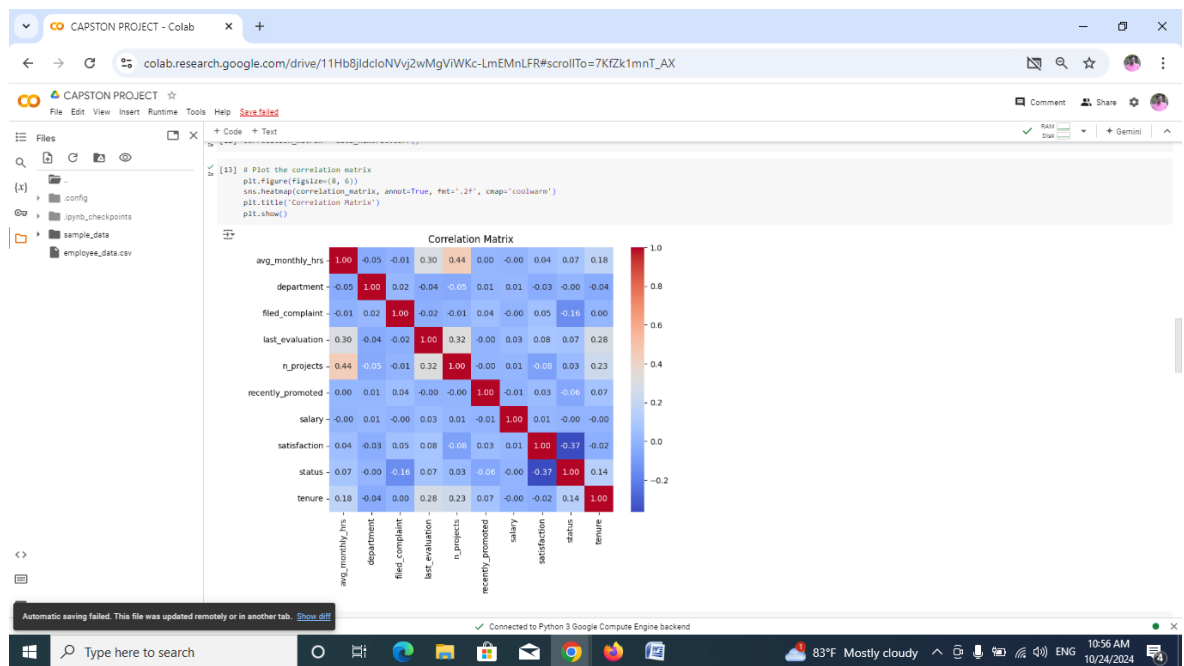 CAPSTON PROJECT - Colab
colab.research.google.com/drive/11Hb8jIdcIoNVvj2wMgViWKc-LmEMnLFR#scrollTo=7KfZk1mnT_AX
CAPSTON PROJECT
File Edit View Insert Runtime Tools Help Save failed
Comment Share
Files
+ Code + Text
RAM
Disk
Gemini
..
.config
.ipynb_checkpoints
sample_data
employee_data.csv
[13] # Plot the correlation matrix
plt.figure(figsize=(8, 6))
sns.heatmap(correlation_matrix, annot=True, fmt='.2f', cmap='coolwarm')
plt.title('Correlation Matrix')
plt.show()
Correlation Matrix
avg_monthly_hrs 1.00 -0.05 -0.01 0.30 0.44 0.00 -0.00 0.04 0.07 0.18
department -0.05 1.00 0.02 -0.04 -0.05 0.01 0.01 -0.03 -0.00 -0.04
filed_complaint -0.01 0.02 1.00 -0.02 -0.01 0.04 -0.00 0.05 -0.16 0.00
last_evaluation 0.30 -0.04 -0.02 1.00 0.32 -0.00 0.03 0.08 0.07 0.28
n_projects 0.44 -0.05 -0.01 0.32 1.00 -0.00 0.01 -0.08 0.03 0.23
recently_promoted 0.00 0.01 0.04 -0.00 -0.00 1.00 -0.01 0.03 -0.06 0.07
salary -0.00 0.01 -0.00 0.03 0.01 -0.01 1.00 0.01 -0.00 -0.00
satisfaction 0.04 -0.03 0.05 0.08 -0.08 0.03 0.01 1.00 -0.37 -0.02
status 0.07 -0.00 -0.16 0.07 0.03 -0.06 -0.00 -0.37 1.00 0.14
tenure 0.18 -0.04 0.00 0.28 0.23 0.07 -0.00 -0.02 0.14 1.00
avg_monthly_hrs
department
filed_complaint
last_evaluation
n_projects
recently_promoted
salary
satisfaction
status
tenure
1.0
0.8
0.6
0.4
0.2
0.0
-0.2
Automatic saving failed. This file was updated remotely or in another tab. Show diff
Connected to Python 3 Google Compute Engine backend
Type here to search
83°F Mostly cloudy
ENG
10:56 AM
10/24/2024
4